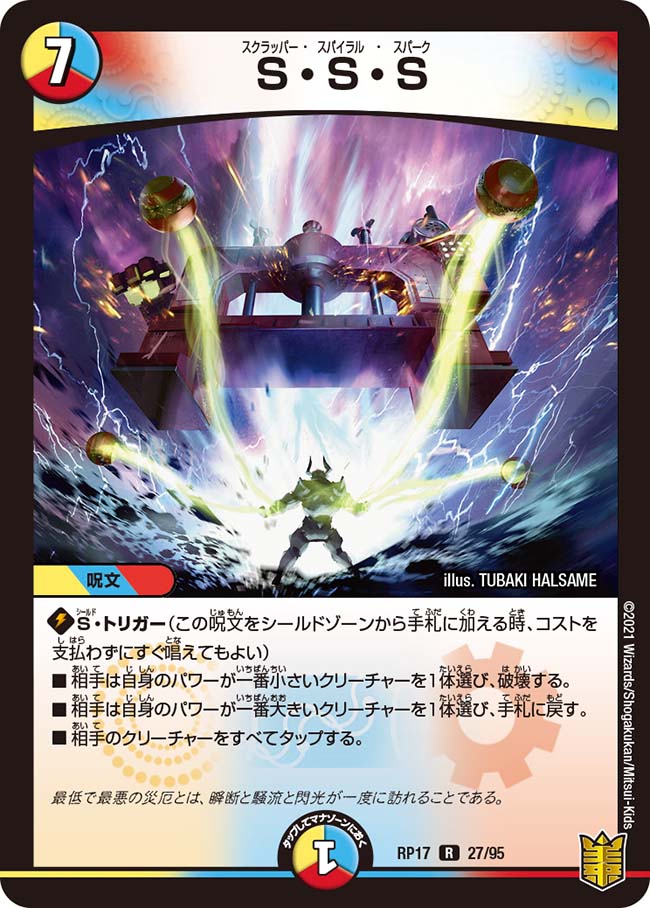 7
スクラッパー・スパイラル・スパーク
S・S・S
呪文
illus. TUBAKI HALSAME
S・トリガー(この呪文をシールドゾーンから手札に加える時、コストを
支払わずにすぐ唱えてもよい)
■相手は自身のパワーが一番小さいクリーチャーを1体選び、破壊する。
■相手は自身のパワーが一番大きいクリーチャーを1体選び、手札に戻す。
■相手のクリーチャーをすべてタップする。
最低で最悪の災厄とは、瞬断と騒流と閃光が一度に訪れることである。
タップしてマナゾーンにおく
1
RP17 R 27/95
©2021 Wizards/Shogakukan/Mitsui-Kids